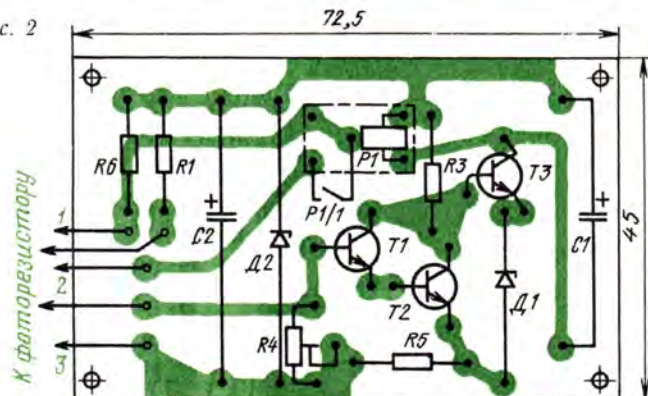 с. 2
72,5
45
R6
R1
C2
P1
P1/1
R3
T3
C1
Д2
T1
T2
Д1
R4
R5
К фоторезистору
1
2
3